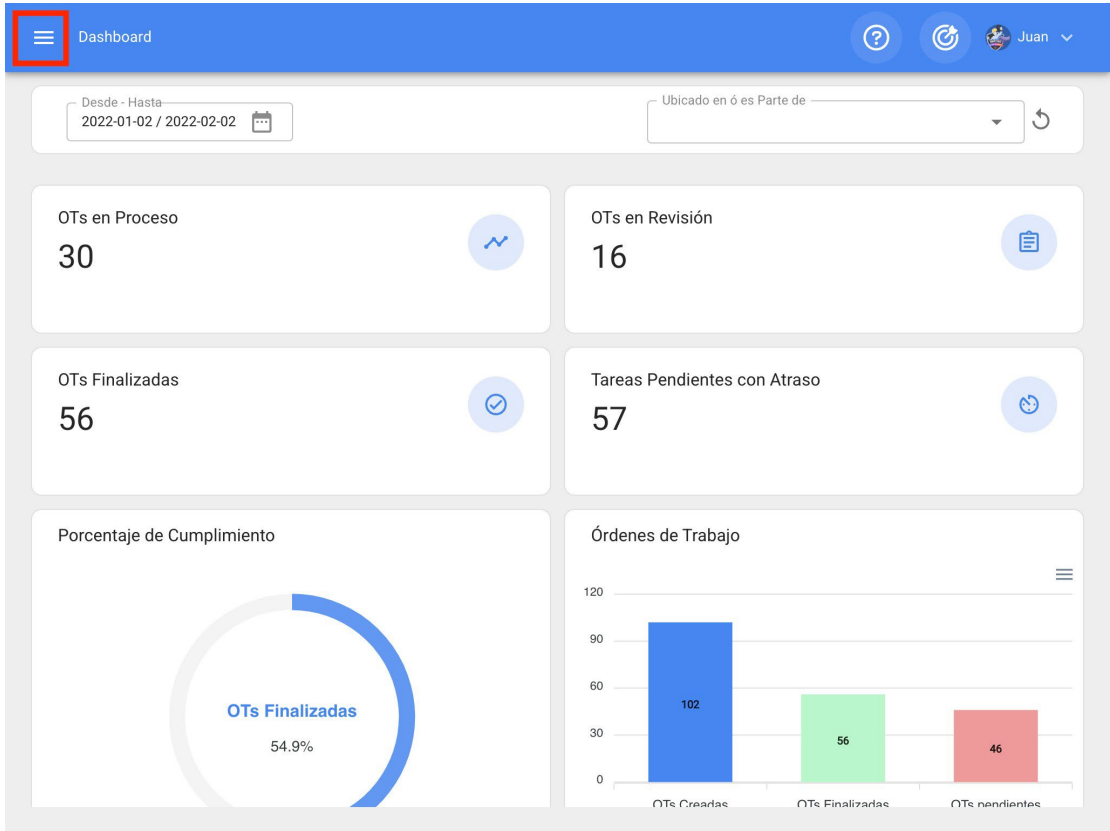 Dashboard
Juan
Desde - Hasta
2022-01-02 / 2022-02-02
Ubicado en ó es Parte de
OTs en Proceso
30
OTs en Revisión
16
OTs Finalizadas
56
Tareas Pendientes con Atraso
57
Porcentaje de Cumplimiento
OTs Finalizadas
54.9%
Órdenes de Trabajo
120
90
60
30
0
102
56
46
OTs Creadas
OTs Finalizadas
OTs pendientes